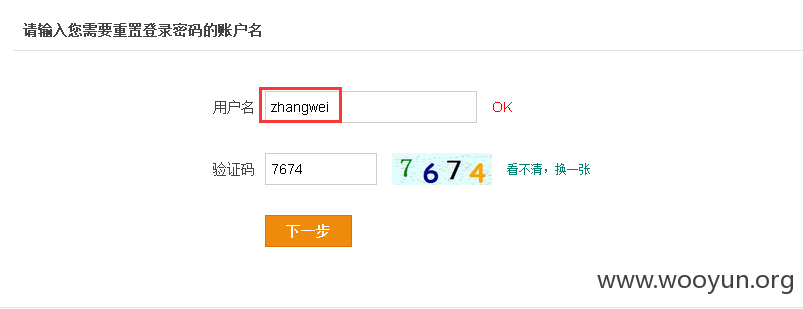 请输入您需要重置登录密码的账户名
用户名 zhangwei OK
验证码 7674 7674 看不清，换一张
下一步
www.wooyun.org